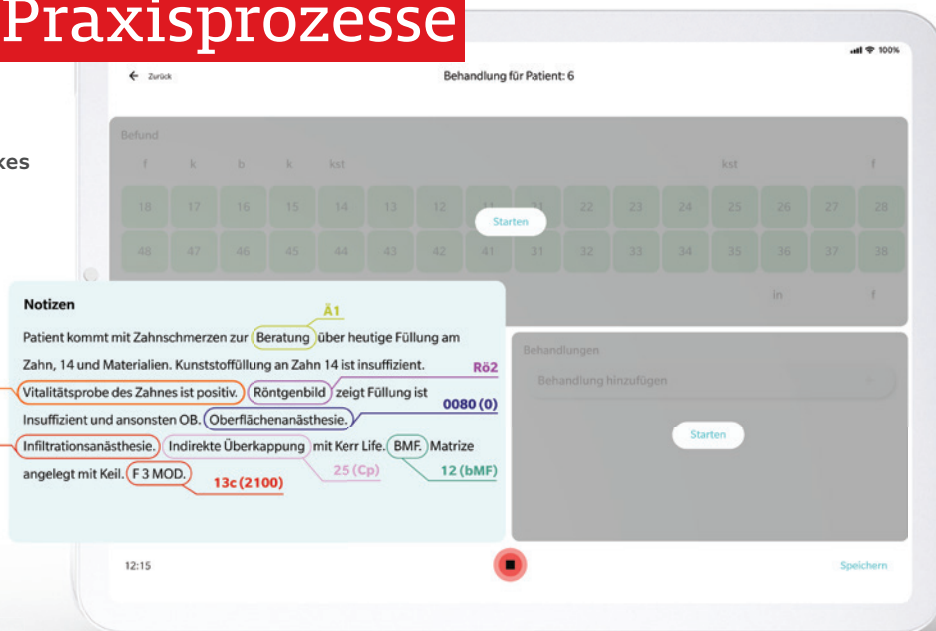 Praxisprozesse
100%
Zurück
Behandlung für Patient: 6
Befund
f k b k kst kst f
18 17 16 15 14 13 12 11 21 22 23 24 25 26 27 28
Starten
48 47 46 45 44 43 42 41 31 32 33 34 35 36 37 38
in f
Notizen
Ä1
Patient kommt mit Zahnschmerzen zur Beratung über heutige Füllung am
Zahn, 14 und Materialien. Kunststoffüllung an Zahn 14 ist insuffizient.
Rö2
Vitalitätsprobe des Zahnes ist positiv. Röntgenbild zeigt Füllung ist
0080 (0)
Insuffizient und ansonsten OB. Oberflächenanästhesie.
Infiltrationsanästhesie. Indirekte Überkappung mit Kerr Life. BMF. Matrize
25 (Cp) 12 (bMF)
angelegt mit Keil. F 3 MOD.
13c (2100)
Behandlungen
Behandlung hinzufügen
Starten
12:15
Speichern